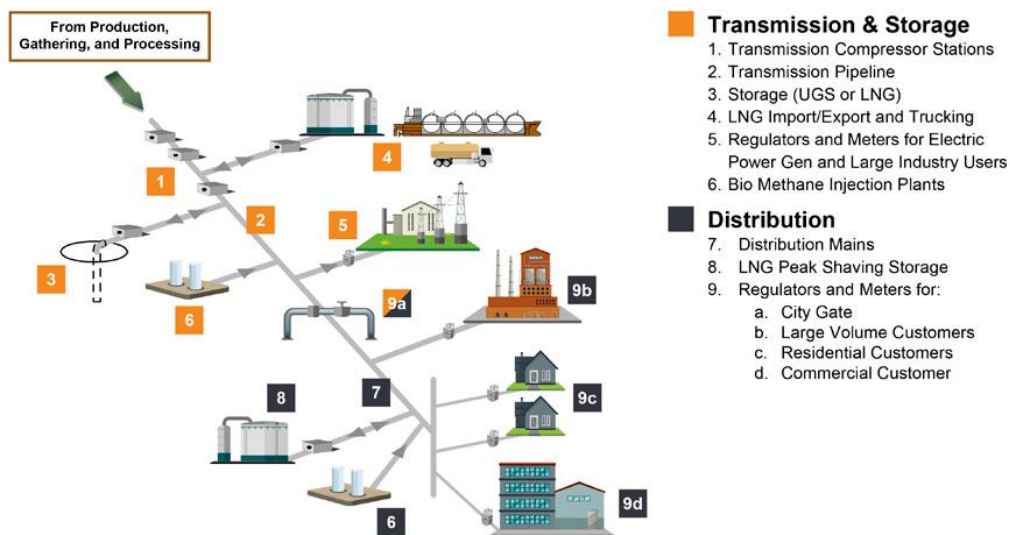 From Production,
Gathering, and Processing
1
2
3
4
5
6
9a
9b
7
8
9c
6
9d
Transmission & Storage
1. Transmission Compressor Stations
2. Transmission Pipeline
3. Storage (UGS or LNG)
4. LNG Import/Export and Trucking
5. Regulators and Meters for Electric
Power Gen and Large Industry Users
6. Bio Methane Injection Plants
Distribution
7. Distribution Mains
8. LNG Peak Shaving Storage
9. Regulators and Meters for:
a. City Gate
b. Large Volume Customers
c. Residential Customers
d. Commercial Customer